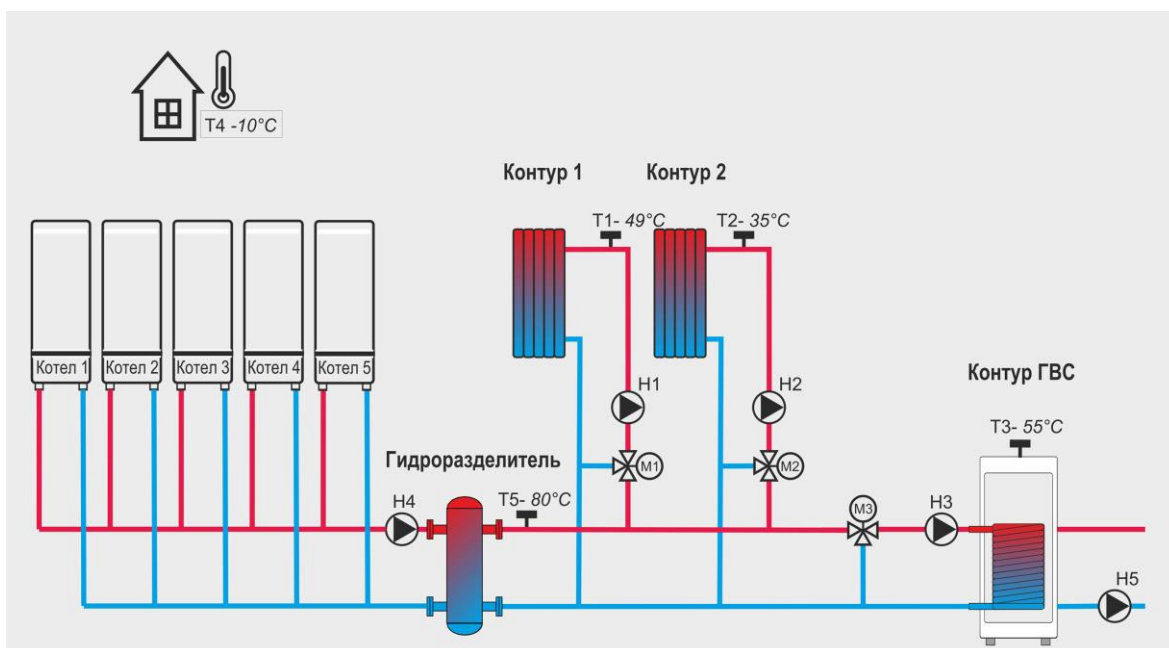 T4 -10°C
Контур 1
Контур 2
T1- 49°C
T2- 35°C
Котел 1
Котел 2
Котел 3
Котел 4
Котел 5
H1
H2
Контур ГВС
T3- 55°C
Гидроразделитель
M1
M2
H4
T5- 80°C
M3
H3
H5